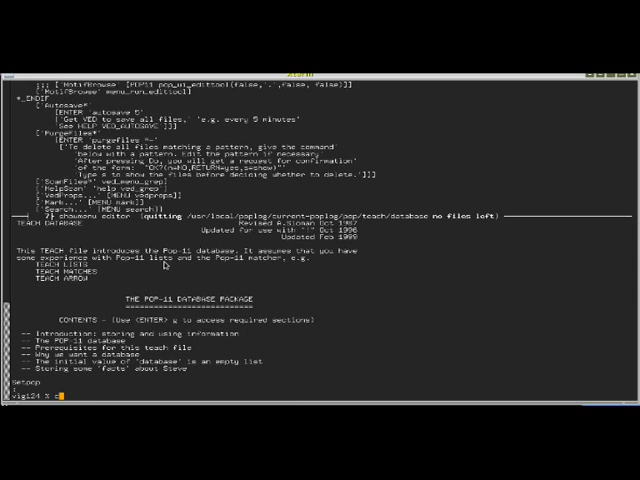 Xterm
;;; ['MotifBrowse' [POP11 pop_ui_edittool(false,'.',false, false)]]
['MotifBrowse' menu_run_edittool]
*_ENDIF
['Autosave*'
[ENTER 'autosave 5'
['Get VED to save all files,' 'e.g. every 5 minutes'
'See HELP VED_AUTOSAVE']]]
['PurgeFiles*'
[ENTER 'purgefiles *-'
['To delete all files matching a pattern, give the command'
'below with a pattern. Edit the pattern if necessary'
'After pressing Do, you will get a request for confirmation'
'of the form: "OK?(n=NO,RETURN=yes,s=show)"'
'Type s to show the files before deciding whether to delete.']]]
['ScanFiles*' ved_menu_grep]
['HelpScan' 'help ved_grep']
['VedProps...' [MENU vedprops]]
['Mark...' [MENU mark]]
['Search...' [MENU search]]
7} showmenu editor (quitting /usr/local/poplog/current-poplog/pop/teach/database no files left)
TEACH DATABASE Revised A.Sloman Oct 1987
Updated for use with "!" Oct 1996
Updated Feb 1999
This TEACH file introduces the Pop-11 database. It assumes that you have
some experience with Pop-11 lists and the Pop-11 matcher, e.g.
TEACH LISTS
TEACH MATCHES
TEACH ARROW
THE POP-11 DATABASE PACKAGE
===========================
CONTENTS - (Use <ENTER> g to access required sections)
-- Introduction: storing and using information
-- The POP-11 database
-- Prerequisites for this teach file
-- Why we want a database
-- The initial value of 'database' is an empty list
-- Storing some 'facts' about Steve
Setpop
:
vig124 % c